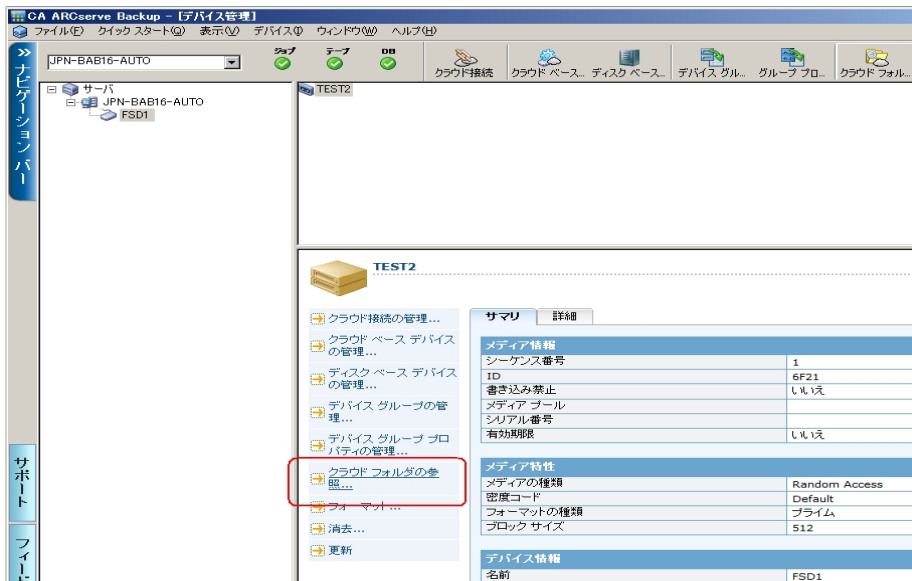 CA ARCserve Backup - [デバイス管理]
ファイル(F) クイック スタート(Q) 表示(V) デバイス(I) ウィンドウ(W) ヘルプ(H)
JPN-BAB16-AUTO
ジョブ テープ DB
クラウド接続 クラウド ベース... ディスク ベース... デバイス グル... グループ プロ... クラウド フォル...
>> ナビゲーション バー
サーバ
JPN-BAB16-AUTO
FSD1
サポート
フィード
TEST2
TEST2
クラウド接続の管理...
クラウド ベース デバイス
の管理...
ディスク ベース デバイス
の管理...
デバイス グループの管
理...
デバイス グループ プロ
パティの管理...
クラウド フォルダの参
照...
フォーマット...
消去...
更新
サマリ 詳細
メディア情報
シーケンス番号 1
ID 6F21
書き込み禁止 いいえ
メディア プール
シリアル番号
有効期限 いいえ
メディア特性
メディアの種類 Random Access
密度コード Default
フォーマットの種類 プライム
ブロック サイズ 512
デバイス情報
名前 FSD1